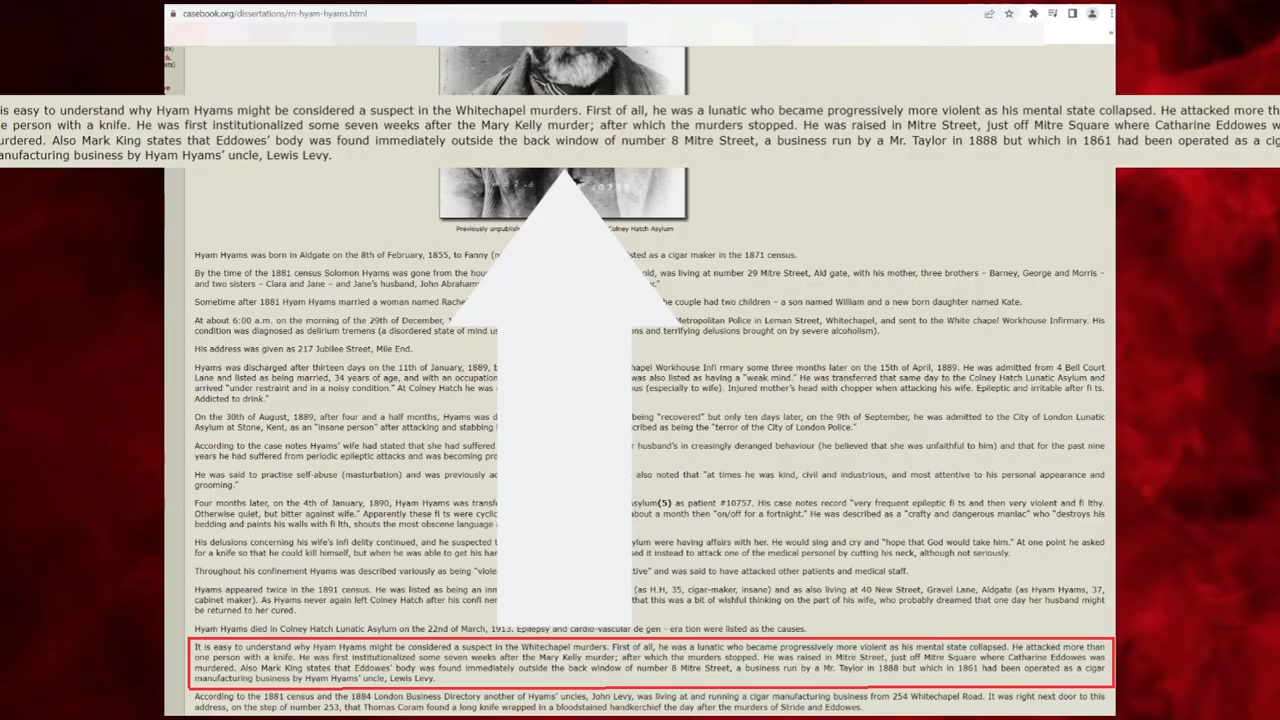 casebook.org/dissertations/rn-hyam-hyams.html
is easy to understand why Hyam Hyams might be considered a suspect in the Whitechapel murders. First of all, he was a lunatic who became progressively more violent as his mental state collapsed. He attacked more
e person with a knife. He was first institutionalized some seven weeks after the Mary Kelly murder; after which the murders stopped. He was raised in Mitre Street, just off Mitre Square where Catharine Eddowes
urdered. Also Mark King states that Eddowes' body was found immediately outside the back window of number 8 Mitre Street, a business run by a Mr. Taylor in 1888 but which in 1861 had been operated as a
anufacturing business by Hyam Hyams' uncle, Lewis Levy.
Previously Colney Hatch Asylum
Hyam Hyams was born in Aldgate on the 8th of February, 1855, to Fanny as a cigar maker in the 1871 census.
By the time of the 1881 census Solomon Hyams was gone from the was living at number 29 Mitre Street, Ald gate, with his mother, three brothers – Barney, George and Morris –
and two sisters – Clara and Jane – and Jane's husband, John
Sometime after 1881 Hyam Hyams married a woman named couple had two children – a son named William and a new born daughter named Kate.
At about 6:00 a.m. on the morning of the 29th of December, Metropolitan Police in Leman Street, Whitechapel, and sent to the White chapel Workhouse Infirmary. His
condition was diagnosed as delirium tremens (a disordered state of mind and terrifying delusions brought on by severe alcoholism).
His address was given as 217 Jubilee Street, Mile End.
Hyams was discharged after thirteen days on the 11th of January, 1889, Workhouse Infi rmary some three months later on the 15th of April, 1889. He was admitted from 4 Bell Court
Lane and listed as being married, 34 years of age, and with an was also listed as having a "weak mind." He was transferred that same day to the Colney Hatch Lunatic Asylum and
arrived "under restraint and in a noisy condition." At Colney Hatch he (especially to wife). Injured mother's head with chopper when attacking his wife. Epileptic and irritable after fi ts.
Addicted to drink."
On the 30th of August, 1889, after four and a half months, Hyams was being "recovered" but only ten days later, on the 9th of September, he was admitted to the City of London Lunatic
Asylum at Stone, Kent, as an "insane person" after attacking and as being the "terror of the City of London Police."
According to the case notes Hyams' wife had stated that she had suffered husband's in creasingly deranged behaviour (he believed that she was unfaithful to him) and that for the past nine
years he had suffered from periodic epileptic attacks and was becoming
He was said to practise self-abuse (masturbation) and was previously also noted that "at times he was kind, civil and industrious, and most attentive to his personal appearance and
grooming."
Four months later, on the 4th of January, 1890, Hyam Hyams was (5) as patient #10757. His case notes record "very frequent epileptic fi ts and then very violent and fi lthy.
Otherwise quiet, but bitter against wife." Apparently these fi ts were about a month then "on/off for a fortnight." He was described as a "crafty and dangerous maniac" who "destroys his
bedding and paints his walls with fi lth, shouts the most obscene language
His delusions concerning his wife's infi delity continued, and he were having affairs with her. He would sing and cry and "hope that God would take him." At one point he asked
for a knife so that he could kill himself, but when he was able to get his it instead to attack one of the medical personel by cutting his neck, although not seriously.
Throughout his confinement Hyams was described variously as being and was said to have attacked other patients and medical staff.
Hyams appeared twice in the 1891 census. He was listed as being an (as H.H, 35, cigar-maker, insane) and as also living at 40 New Street, Gravel Lane, Aldgate (as Hyam Hyams, 37,
cabinet maker). As Hyams never again left Colney Hatch after his confi that this was a bit of wishful thinking on the part of his wife, who probably dreamed that one day her husband might
be returned to her cured.
Hyam Hyams died in Colney Hatch Lunatic Asylum on the 22nd of March, 1913. Epilepsy and cardio-vascular de gen - era tion were listed as the causes.
It is easy to understand why Hyam Hyams might be considered a suspect in the Whitechapel murders. First of all, he was a lunatic who became progressively more violent as his mental state collapsed. He attacked more than
one person with a knife. He was first institutionalized some seven weeks after the Mary Kelly murder; after which the murders stopped. He was raised in Mitre Street, just off Mitre Square where Catharine Eddowes was
murdered. Also Mark King states that Eddowes' body was found immediately outside the back window of number 8 Mitre Street, a business run by a Mr. Taylor in 1888 but which in 1861 had been operated as a cigar
manufacturing business by Hyam Hyams' uncle, Lewis Levy.
According to the 1881 census and the 1884 London Business Directory another of Hyams' uncles, John Levy, was living at and running a cigar manufacturing business from 254 Whitechapel Road. It was right next door to this
address, on the step of number 253, that Thomas Coram found a long knife wrapped in a bloodstained handkerchief the day after the murders of Stride and Eddowes.